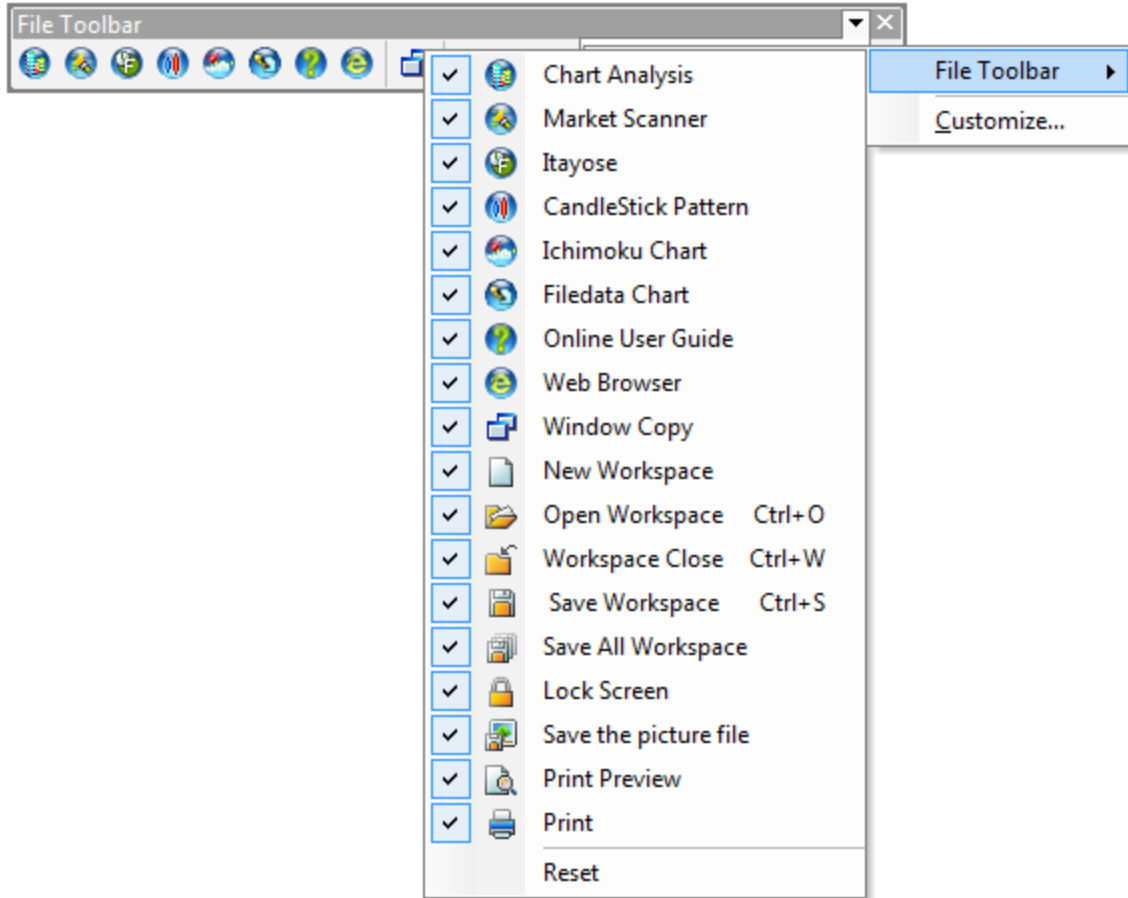 File Toolbar
Chart Analysis
File Toolbar
Market Scanner
Customize...
Itayose
CandleStick Pattern
Ichimoku Chart
Filedata Chart
Online User Guide
Web Browser
Window Copy
New Workspace
Open Workspace Ctrl+O
Workspace Close Ctrl+W
Save Workspace Ctrl+S
Save All Workspace
Lock Screen
Save the picture file
Print Preview
Print
Reset